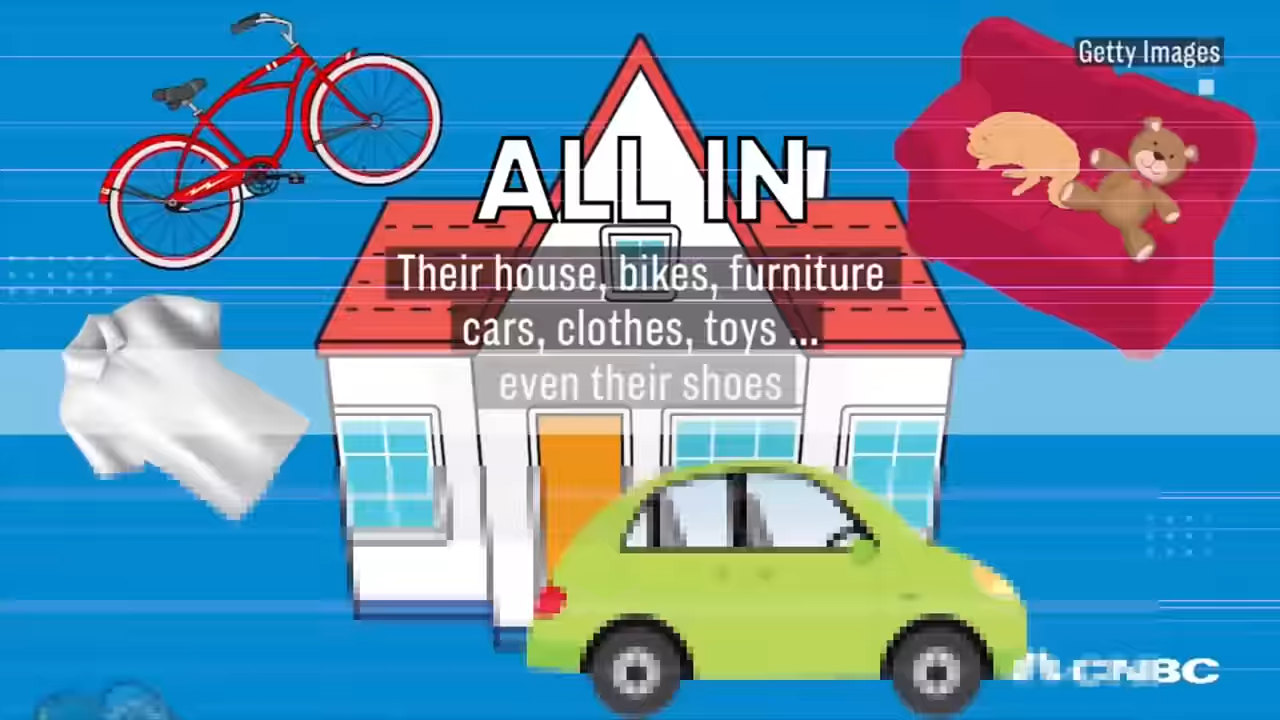 Getty Images
ALL IN
Their house, bikes, furniture
cars, clothes, toys ...
even their shoes
CNBC